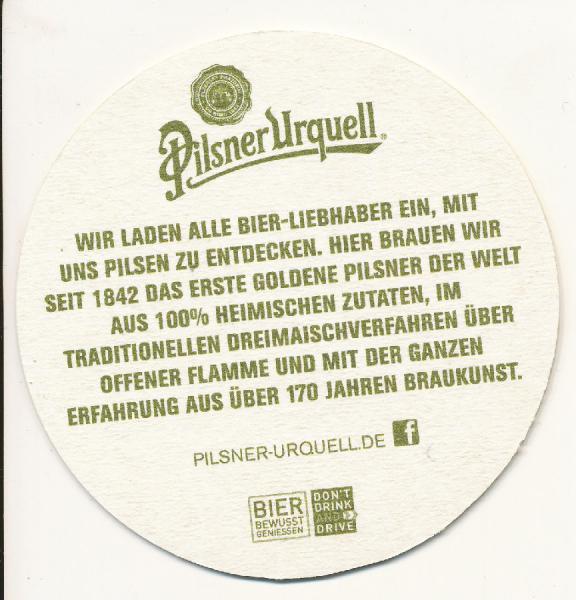 Pilsner Urquell
WIR LADEN ALLE BIER-LIEBHABER EIN, MIT
UNS PILSEN ZU ENTDECKEN. HIER BRAUEN WIR
SEIT 1842 DAS ERSTE GOLDENE PILSNER DER WELT
AUS 100% HEIMISCHEN ZUTATEN, IM
TRADITIONELLEN DREIMAISCHVERFAHREN ÜBER
OFFENER FLAMME UND MIT DER GANZEN
ERFAHRUNG AUS ÜBER 170 JAHREN BRAUKUNST.
PILSNER-URQUELL.DE f
BIER
BEWUSST
GENIESSEN
DON'T
DRINK
AND
DRIVE